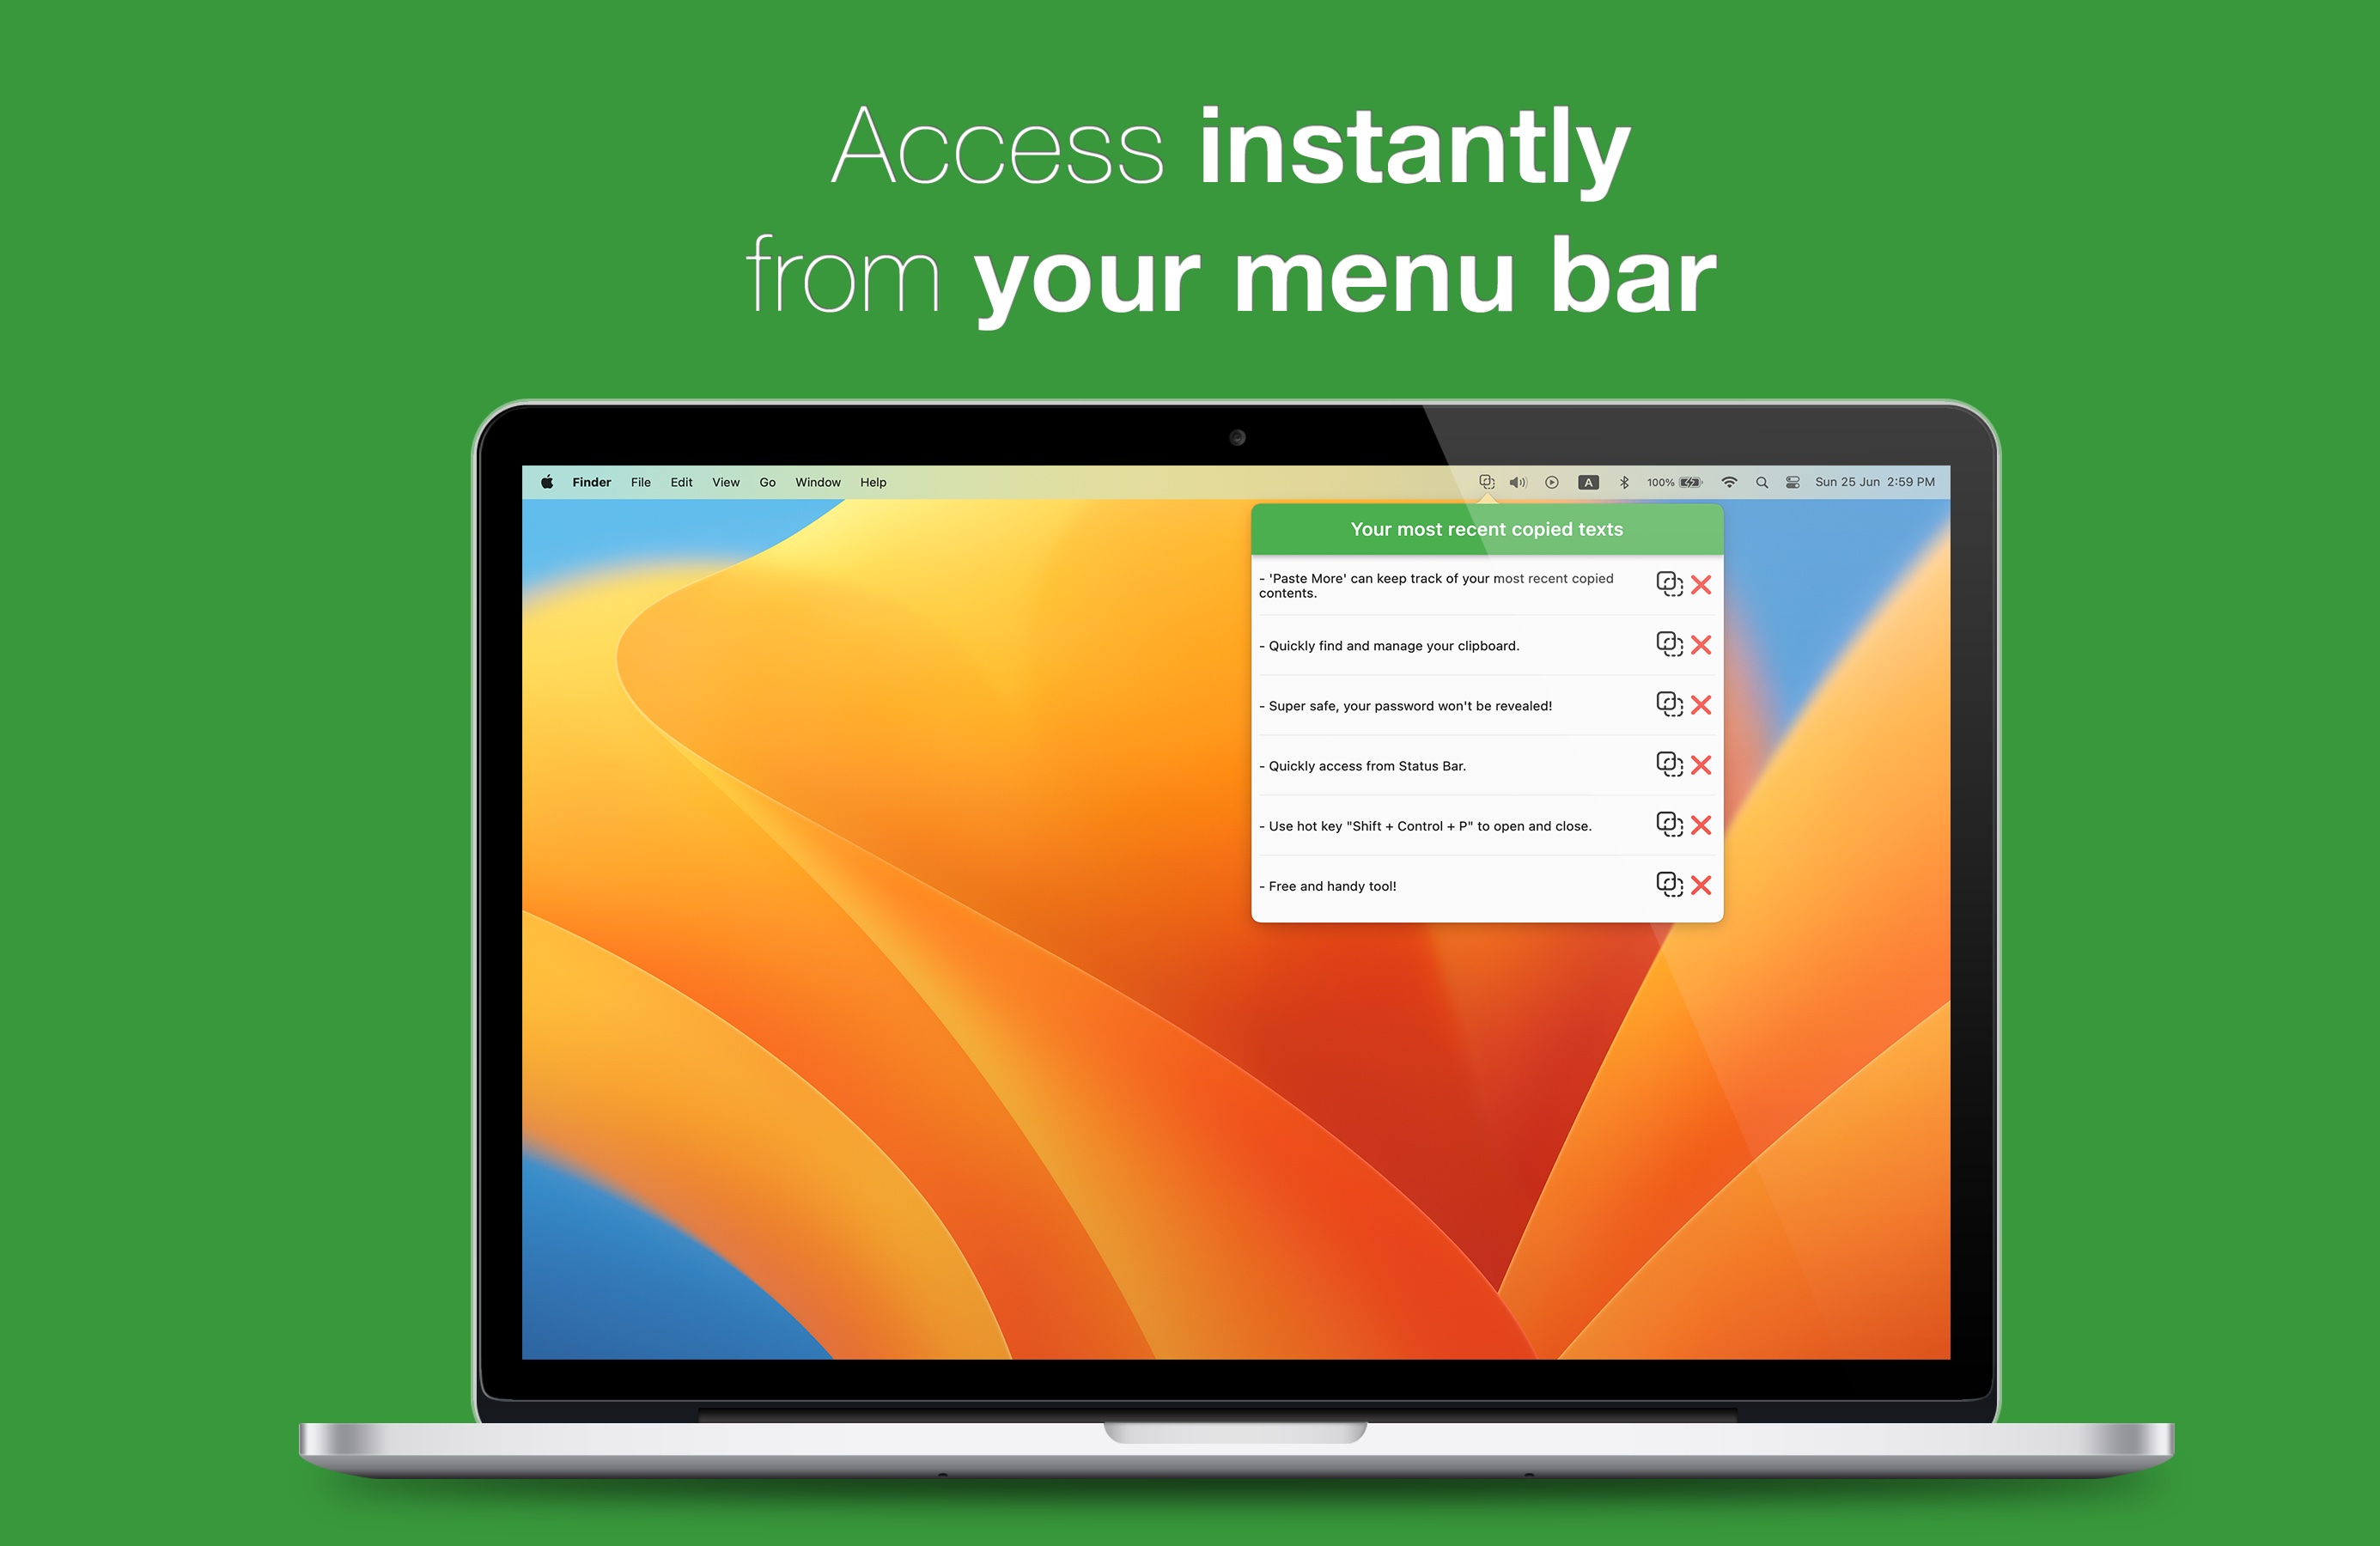 Access instantly
from your menu bar
Finder File Edit View Go Window Help A 100% Sun 25 Jun 2:59 PM
Your most recent copied texts
- 'Paste More' can keep track of your most recent copied
contents.
- Quickly find and manage your clipboard.
- Super safe, your password won't be revealed!
- Quickly access from Status Bar.
- Use hot key "Shift + Control + P" to open and close.
- Free and handy tool!